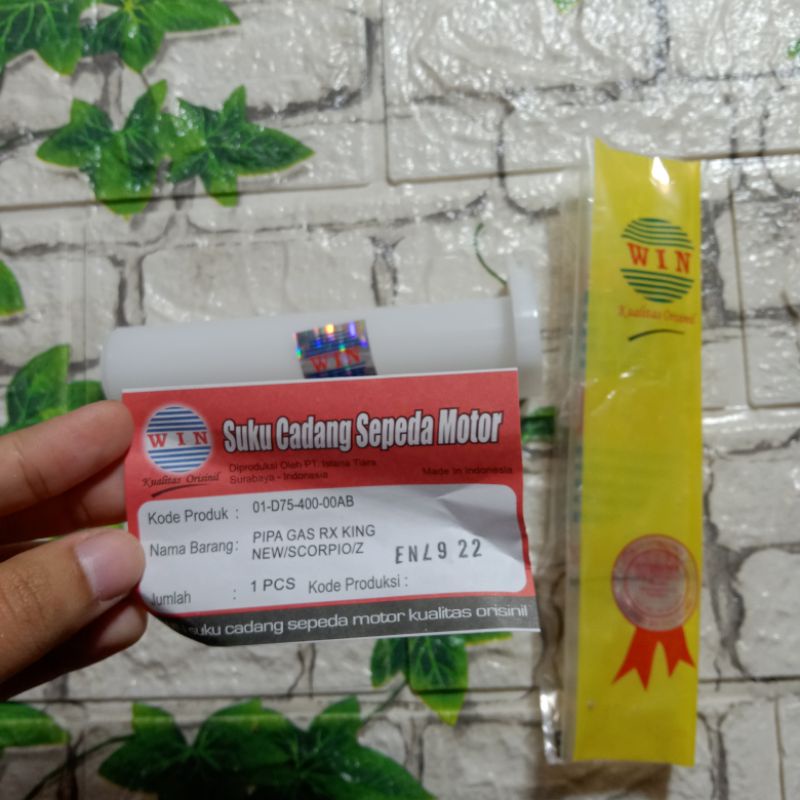 WIN
Kualitas Orisinil
WIN
WIN
Kualitas Orisinil
Suku Cadang Sepeda Motor
Diproduksi Oleh PT. Istana Tiara
Surabaya - Indonesia
Made In Indonesia
Kode Produk : 01-D75-400-00AB
Nama Barang: PIPA GAS RX KING
NEW/SCORPIO/Z
Jumlah : 1 PCS Kode Produksi :
22
suku cadang sepeda motor kualitas orisinil